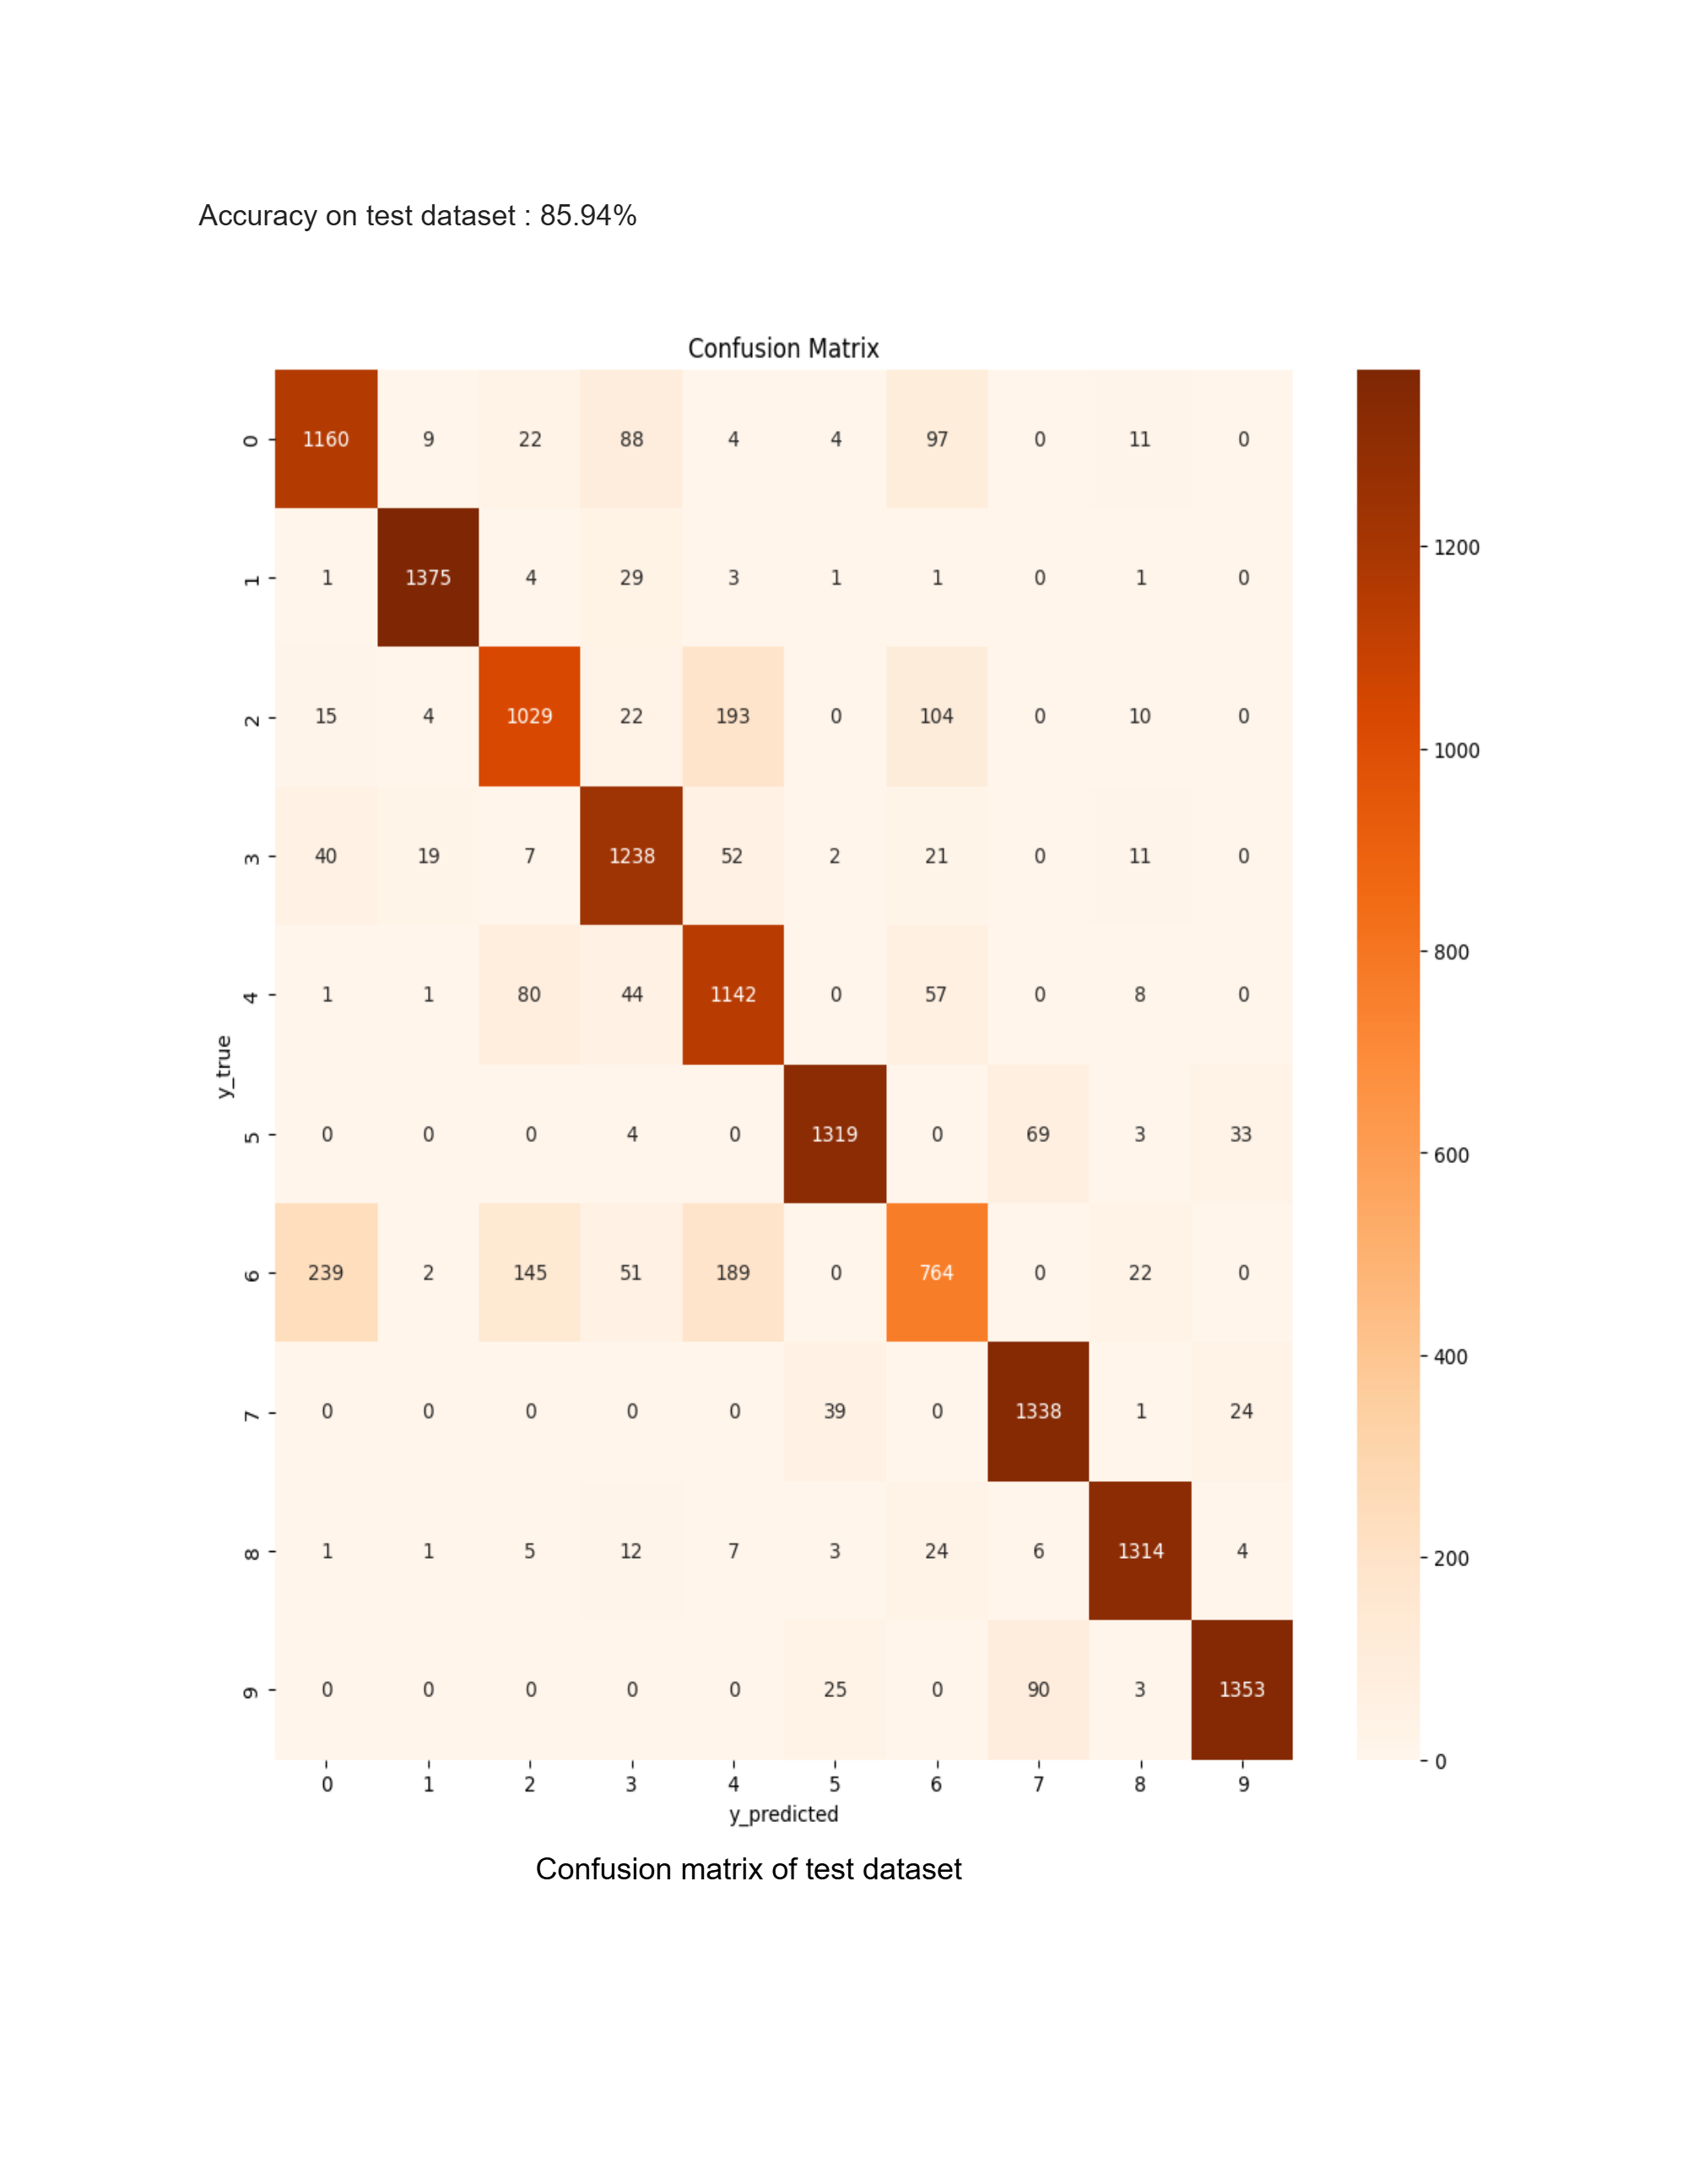 Accuracy on test dataset : 85.94%
Confusion Matrix
0 1160 9 22 88 4 4 97 0 11 0
1 1 1375 4 29 3 1 1 0 1 0
1200
2 15 4 1029 22 193 0 104 0 10 0
1000
3 40 19 7 1238 52 2 21 0 11 0
800
4 1 1 80 44 1142 0 57 0 8 0
y_true
5 0 0 0 4 0 1319 0 69 3 33
600
6 239 2 145 51 189 0 764 0 22 0
400
7 0 0 0 0 0 39 0 1338 1 24
8 1 1 5 12 7 3 24 6 1314 4
200
9 0 0 0 0 0 25 0 90 3 1353
0
0 1 2 3 4 5 6 7 8 9
y_predicted
Confusion matrix of test dataset